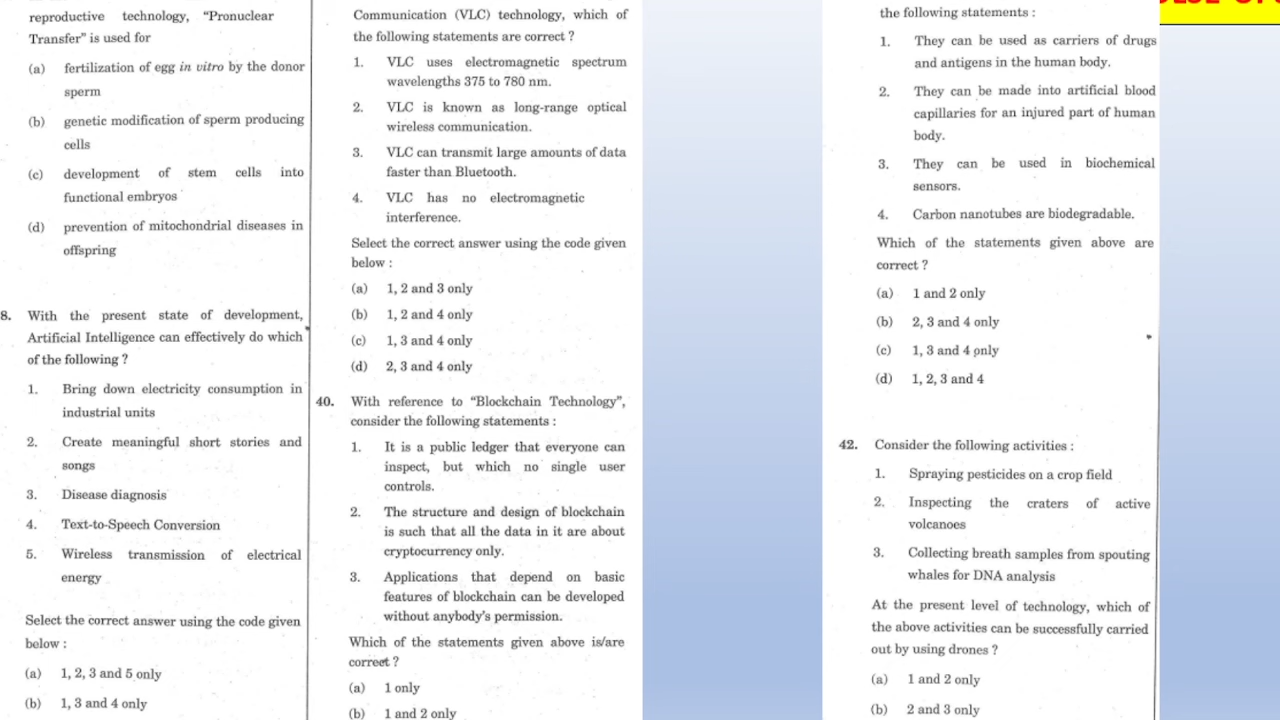 reproductive technology, “Pronuclear
Transfer” is used for
(a) fertilization of egg in vitro by the donor
sperm
(b) genetic modification of sperm producing
cells
(c) development of stem cells into
functional embryos
(d) prevention of mitochondrial diseases in
offspring
8. With the present state of development,
Artificial Intelligence can effectively do which
of the following ?
1. Bring down electricity consumption in
industrial units
2. Create meaningful short stories and
songs
3. Disease diagnosis
4. Text-to-Speech Conversion
5. Wireless transmission of electrical
energy
Select the correct answer using the code given
below :
(a) 1, 2, 3 and 5 only
(b) 1, 3 and 4 only
Communication (VLC) technology, which of
the following statements are correct ?
1. VLC uses electromagnetic spectrum
wavelengths 375 to 780 nm.
2. VLC is known as long-range optical
wireless communication.
3. VLC can transmit large amounts of data
faster than Bluetooth.
4. VLC has no electromagnetic
interference.
Select the correct answer using the code given
below :
(a) 1, 2 and 3 only
(b) 1, 2 and 4 only
(c) 1, 3 and 4 only
(d) 2, 3 and 4 only
40. With reference to “Blockchain Technology”,
consider the following statements :
1. It is a public ledger that everyone can
inspect, but which no single user
controls.
2. The structure and design of blockchain
is such that all the data in it are about
cryptocurrency only.
3. Applications that depend on basic
features of blockchain can be developed
without anybody’s permission.
Which of the statements given above is/are
correct ?
(a) 1 only
(b) 1 and 2 only
the following statements :
1. They can be used as carriers of drugs
and antigens in the human body.
2. They can be made into artificial blood
capillaries for an injured part of human
body.
3. They can be used in biochemical
sensors.
4. Carbon nanotubes are biodegradable.
Which of the statements given above are
correct ?
(a) 1 and 2 only
(b) 2, 3 and 4 only
(c) 1, 3 and 4 only
(d) 1, 2, 3 and 4
42. Consider the following activities :
1. Spraying pesticides on a crop field
2. Inspecting the craters of active
volcanoes
3. Collecting breath samples from spouting
whales for DNA analysis
At the present level of technology, which of
the above activities can be successfully carried
out by using drones ?
(a) 1 and 2 only
(b) 2 and 3 only